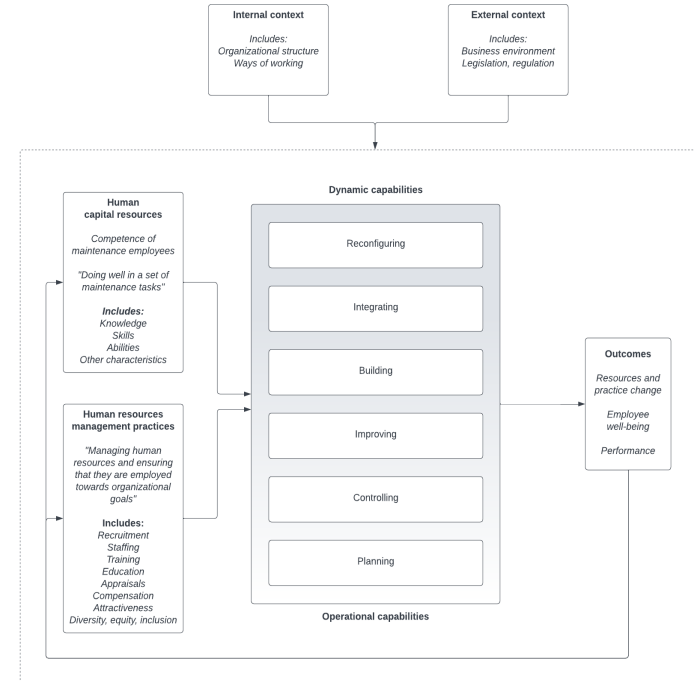 Internal context
Includes:
Organizational structure
Ways of working
External context
Includes:
Business environment
Legislation, regulation
Human
capital resources
Competence of
maintenance employees
"Doing well in a set of
maintenance tasks"
Includes:
Knowledge
Skills
Abilities
Other characteristics
Human resources
management practices
"Managing human
resources and ensuring
that they are employed
towards organizational
goals"
Includes:
Recruitment
Staffing
Training
Education
Appraisals
Compensation
Attractiveness
Diversity, equity, inclusion
Dynamic capabilities
Reconfiguring
Integrating
Building
Improving
Controlling
Planning
Operational capabilities
Outcomes
Resources and
practice change
Employee
well-being
Performance